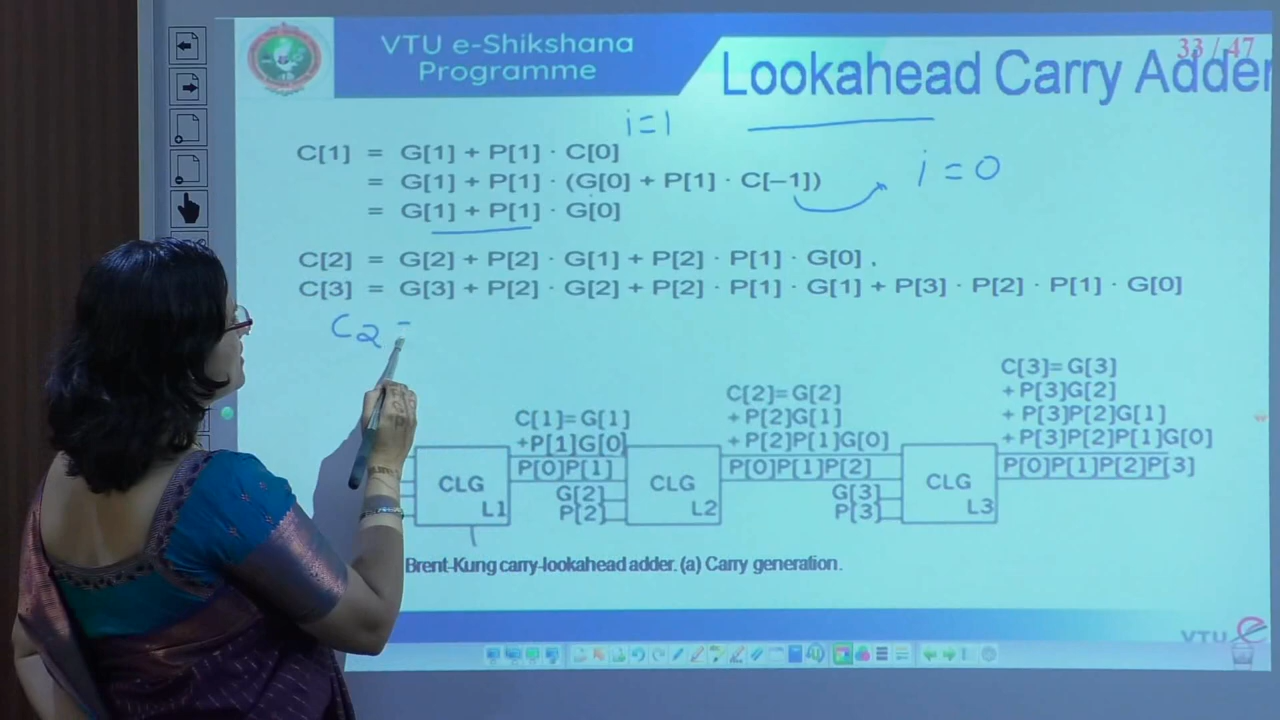 VTU e-Shikshana
Programme
Lookahead Carry Adder
33 / 47
i=1
C[1] = G[1] + P[1] · C[0]
= G[1] + P[1] · (G[0] + P[1] · C[−1])
i = 0
= G[1] + P[1] · G[0]
C[2] = G[2] + P[2] · G[1] + P[2] · P[1] · G[0] ,
C[3] = G[3] + P[2] · G[2] + P[2] · P[1] · G[1] + P[3] · P[2] · P[1] · G[0]
C2 =
C[1]=G[1]
+P[1]G[0]
P[0]P[1]
G[2]
P[2]
CLG
L1
C[2]=G[2]
+P[2]G[1]
+P[2]P[1]G[0]
P[0]P[1]P[2]
G[3]
P[3]
CLG
L2
C[3]=G[3]
+P[3]G[2]
+P[3]P[2]G[1]
+P[3]P[2]P[1]G[0]
P[0]P[1]P[2]P[3]
CLG
L3
Brent-Kung carry-lookahead adder. (a) Carry generation.
VTU e